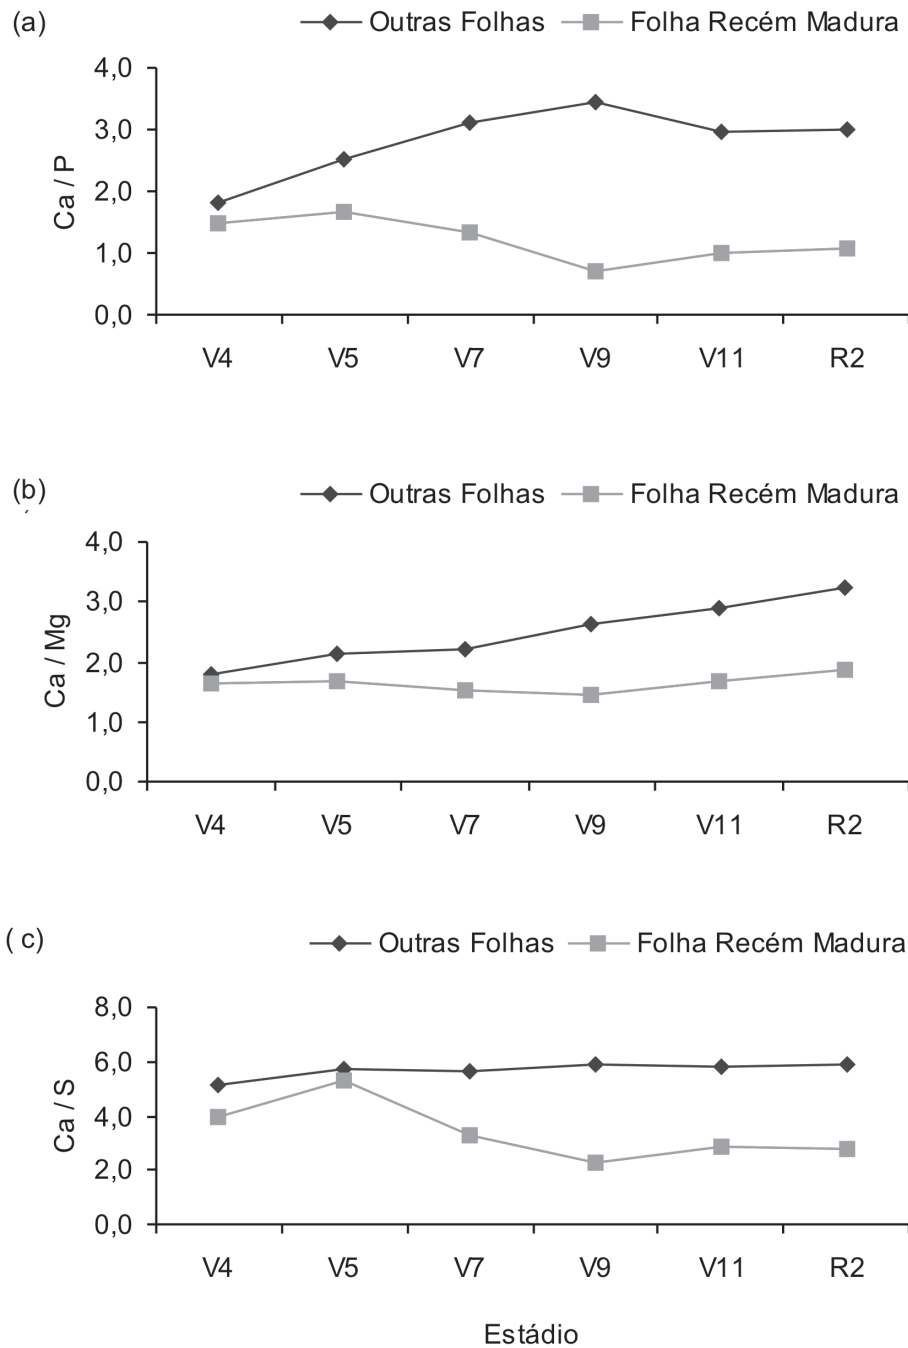 (a) Outras Folhas Folha Recém Madura
4,0
3,0
2,0
1,0
0,0
Ca / P
V4 V5 V7 V9 V11 R2
(b) Outras Folhas Folha Recém Madura
4,0
3,0
2,0
1,0
0,0
Ca / Mg
V4 V5 V7 V9 V11 R2
( c) Outras Folhas Folha Recém Madura
8,0
6,0
4,0
2,0
0,0
Ca / S
V4 V5 V7 V9 V11 R2
Estádio